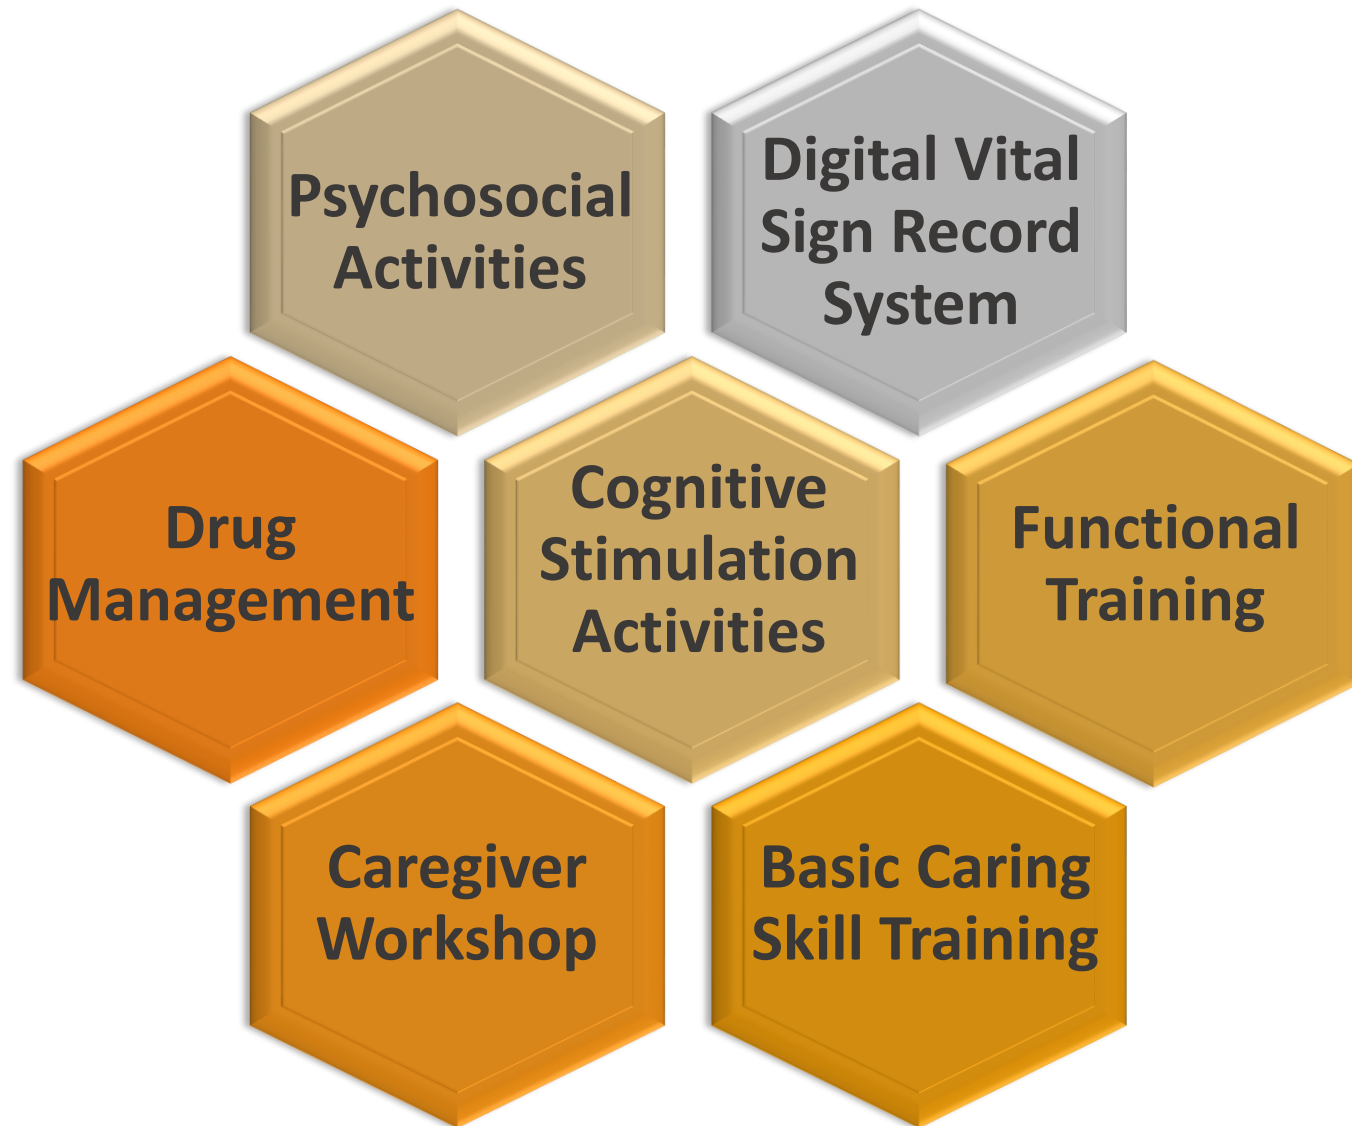 Psychosocial
Activities
Digital Vital
Sign Record
System
Drug
Management
Cognitive
Stimulation
Activities
Functional
Training
Caregiver
Workshop
Basic Caring
Skill Training